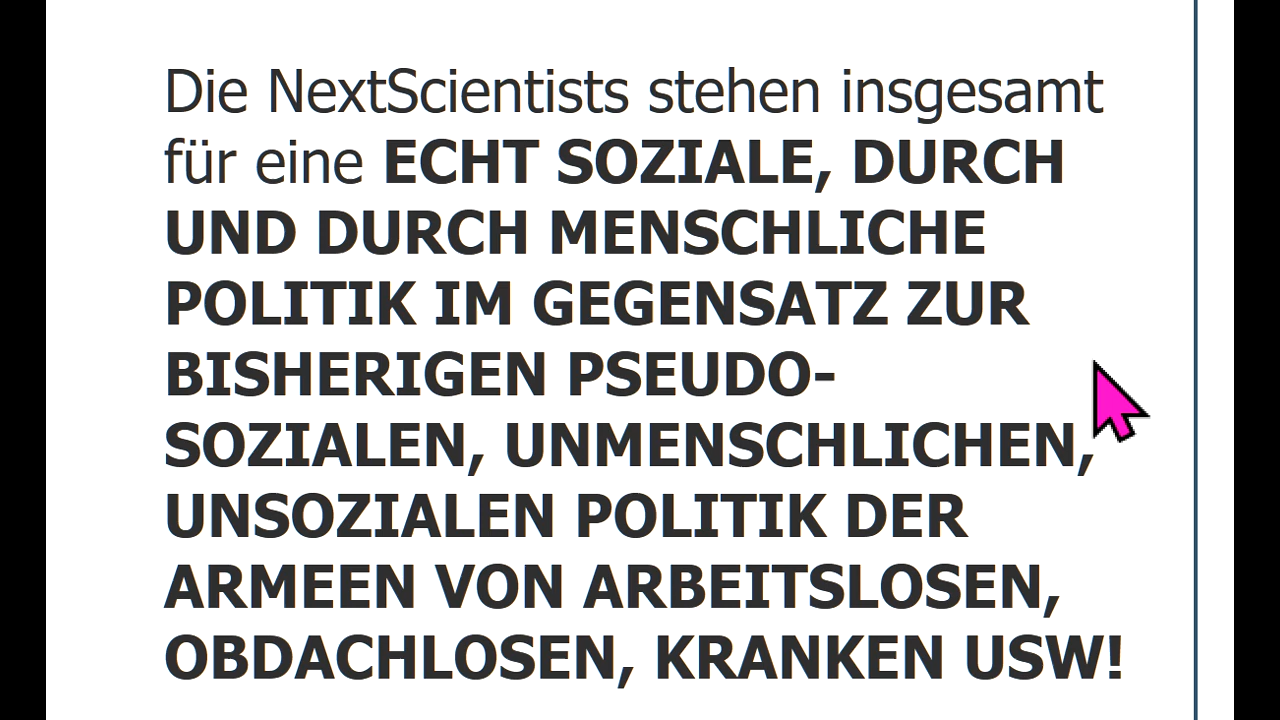 Die NextScientists stehen insgesamt
für eine ECHT SOZIALE, DURCH
UND DURCH MENSCHLICHE
POLITIK IM GEGENSATZ ZUR
BISHERIGEN PSEUDO-
SOZIALEN, UNMENSCHLICHEN,
UNSOZIALEN POLITIK DER
ARMEEN VON ARBEITSLOSEN,
OBDACHLOSEN, KRANKEN USW!